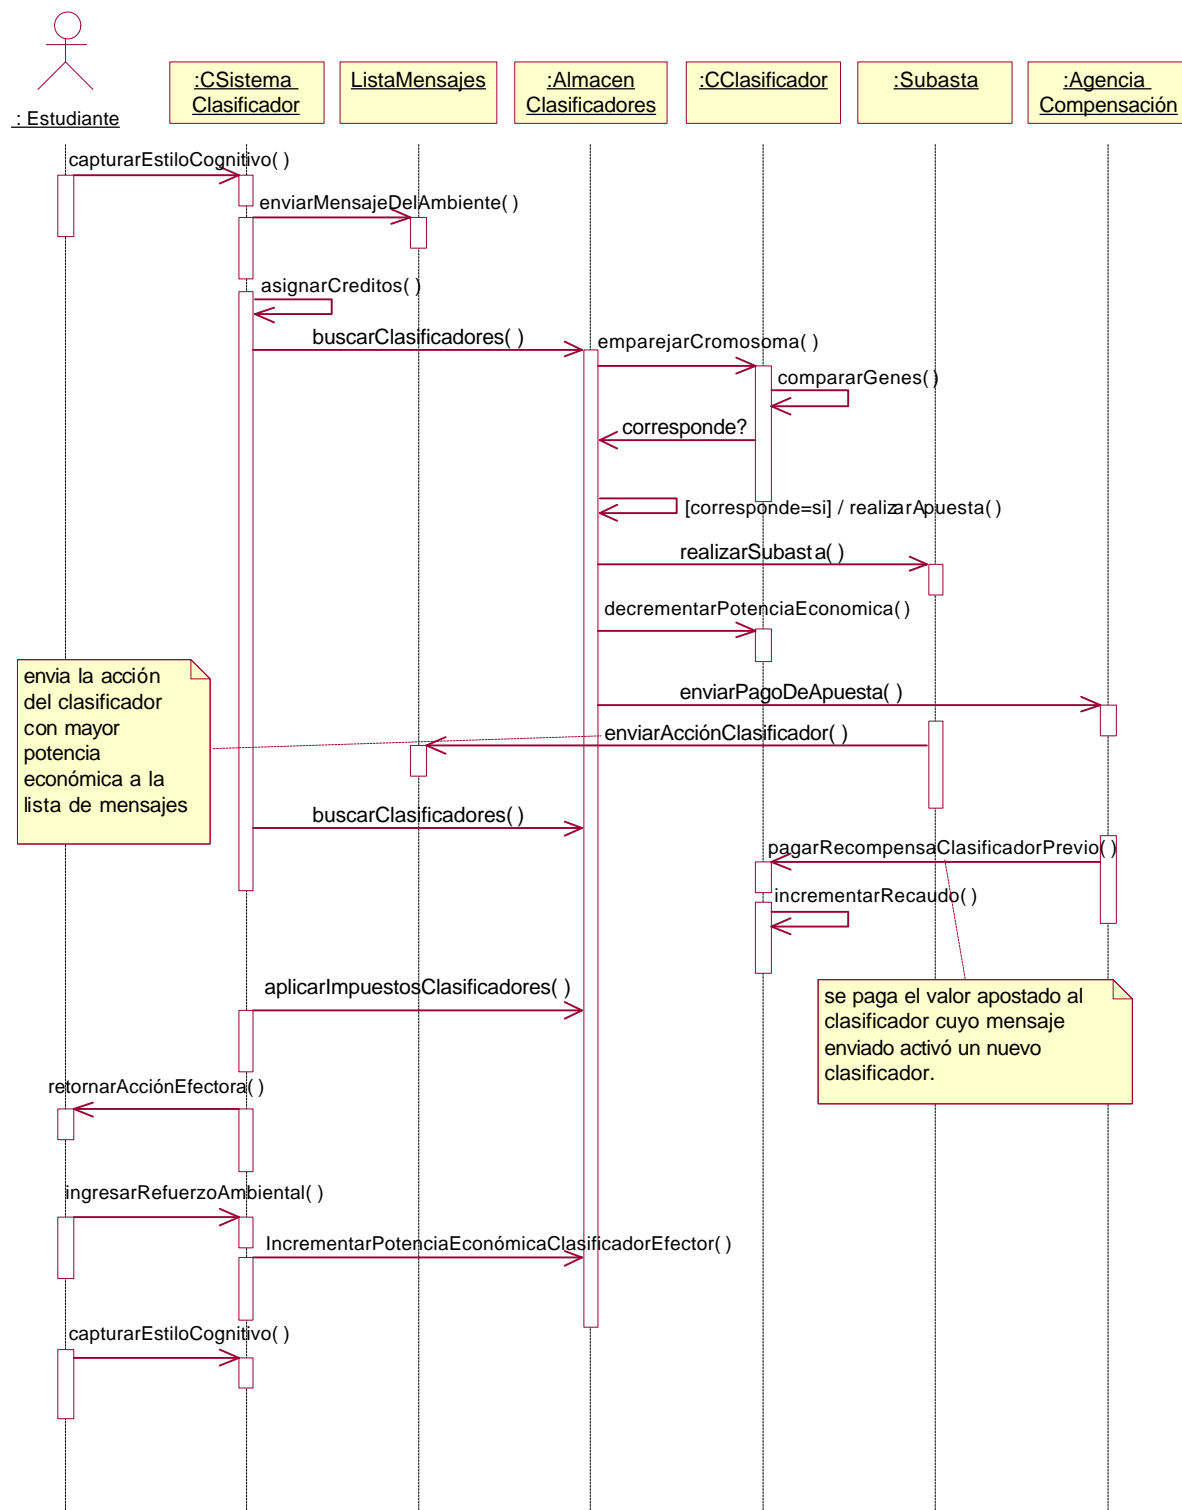 : Estudiante
:CSistema
Clasificador
ListaMensajes
:Almacen
Clasificadores
:CClasificador
:Subasta
:Agencia
Compensación
capturarEstiloCognitivo( )
enviarMensajeDelAmbiente( )
asignarCreditos( )
buscarClasificadores( )
emparejarCromosoma( )
compararGenes( )
corresponde?
[corresponde=si] / realizarApuesta( )
realizarSubasta( )
decrementarPotenciaEconomica( )
envia la acción
del clasificador
con mayor
potencia
económica a la
lista de mensajes
enviarPagoDeApuesta( )
enviarAcciónClasificador( )
buscarClasificadores( )
pagarRecompensaClasificadorPrevio( )
incrementarRecaudo( )
aplicarImpuestosClasificadores( )
se paga el valor apostado al
clasificador cuyo mensaje
enviado activó un nuevo
clasificador.
retornarAcciónEfectora( )
ingresarRefuerzoAmbiental( )
IncrementarPotenciaEconómicaClasificadorEfector( )
capturarEstiloCognitivo( )